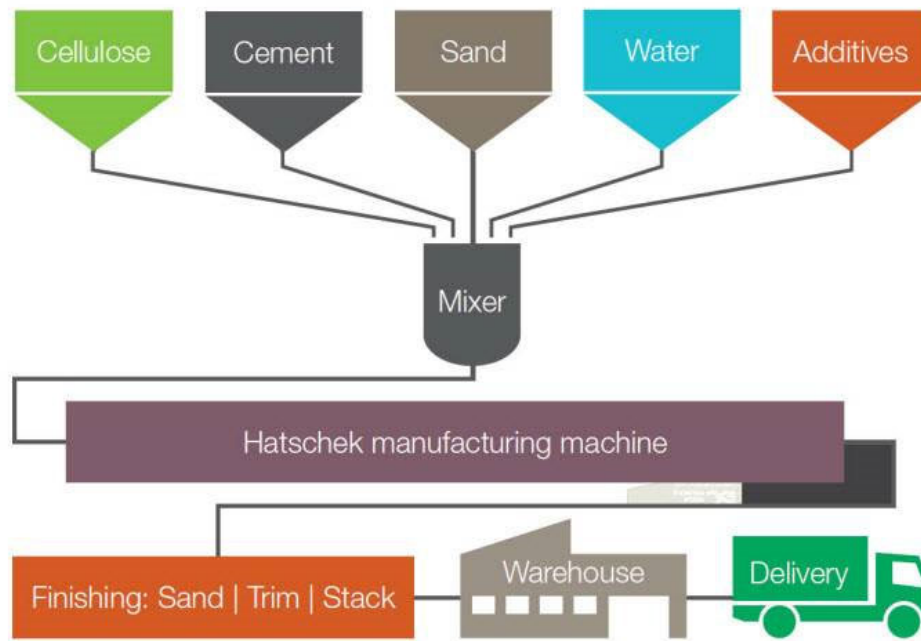 Cellulose
Cement
Sand
Water
Additives
Mixer
Hatschek manufacturing machine
Finishing: Sand | Trim | Stack
Warehouse
Delivery